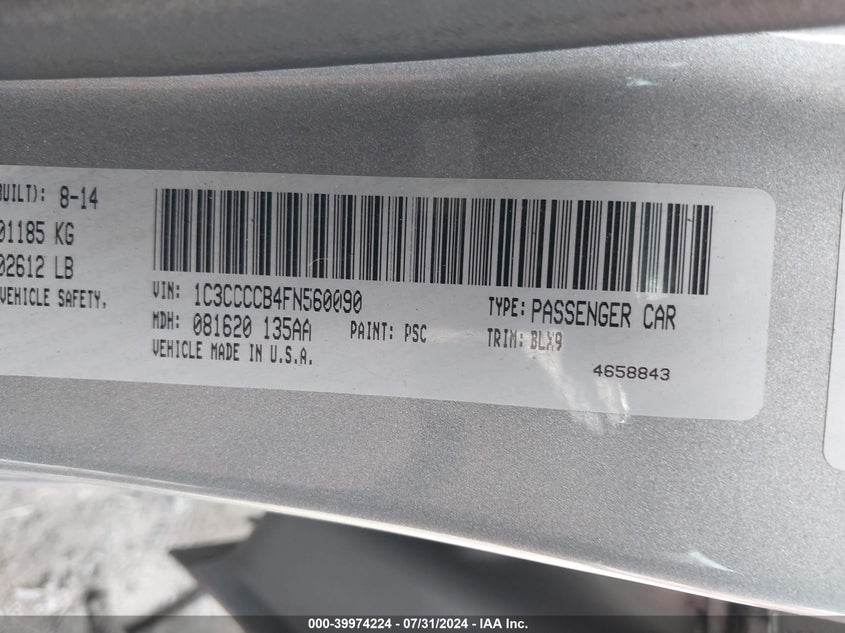 BUILT): 8-14
01185 KG
02612 LB
VEHICLE SAFETY,
VIN: 1C3CCCCB4FN560090
TYPE: PASSENGER CAR
MDH: 081620 135AA
PAINT: PSC
TRIM: BLX9
VEHICLE MADE IN U.S.A.
4658843
000-39974224 - 07/31/2024 - IAA Inc.